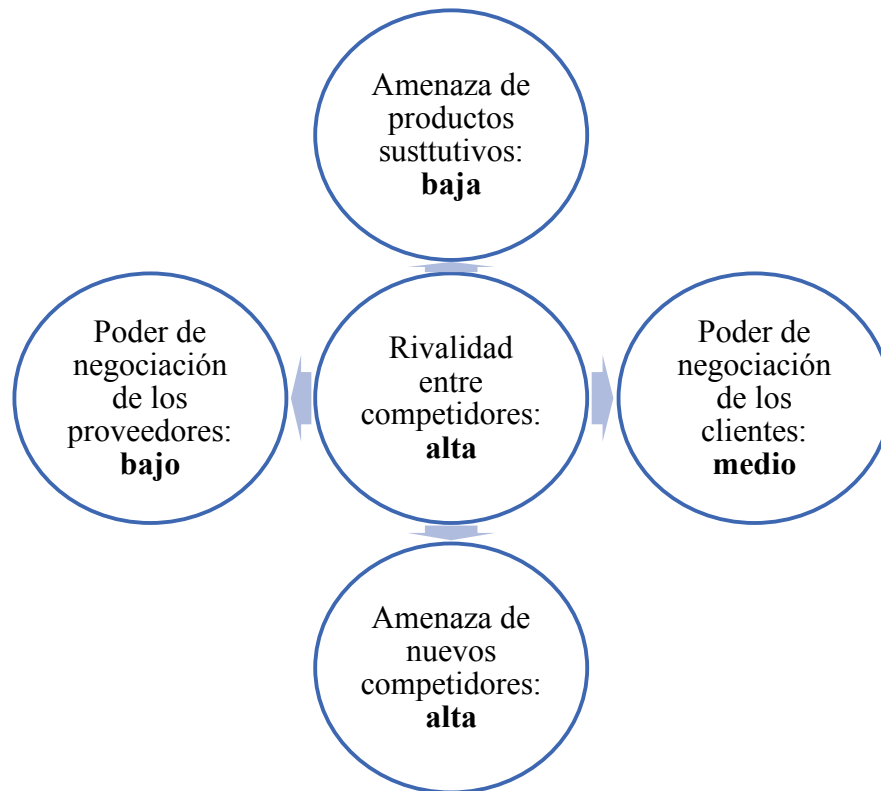 Amenaza de
productos
susttutivos:
baja
Poder de
negociación
de los
proveedores:
bajo
Rivalidad
entre
competidores:
alta
Poder de
negociación
de los
clientes:
medio
Amenaza de
nuevos
competidores:
alta